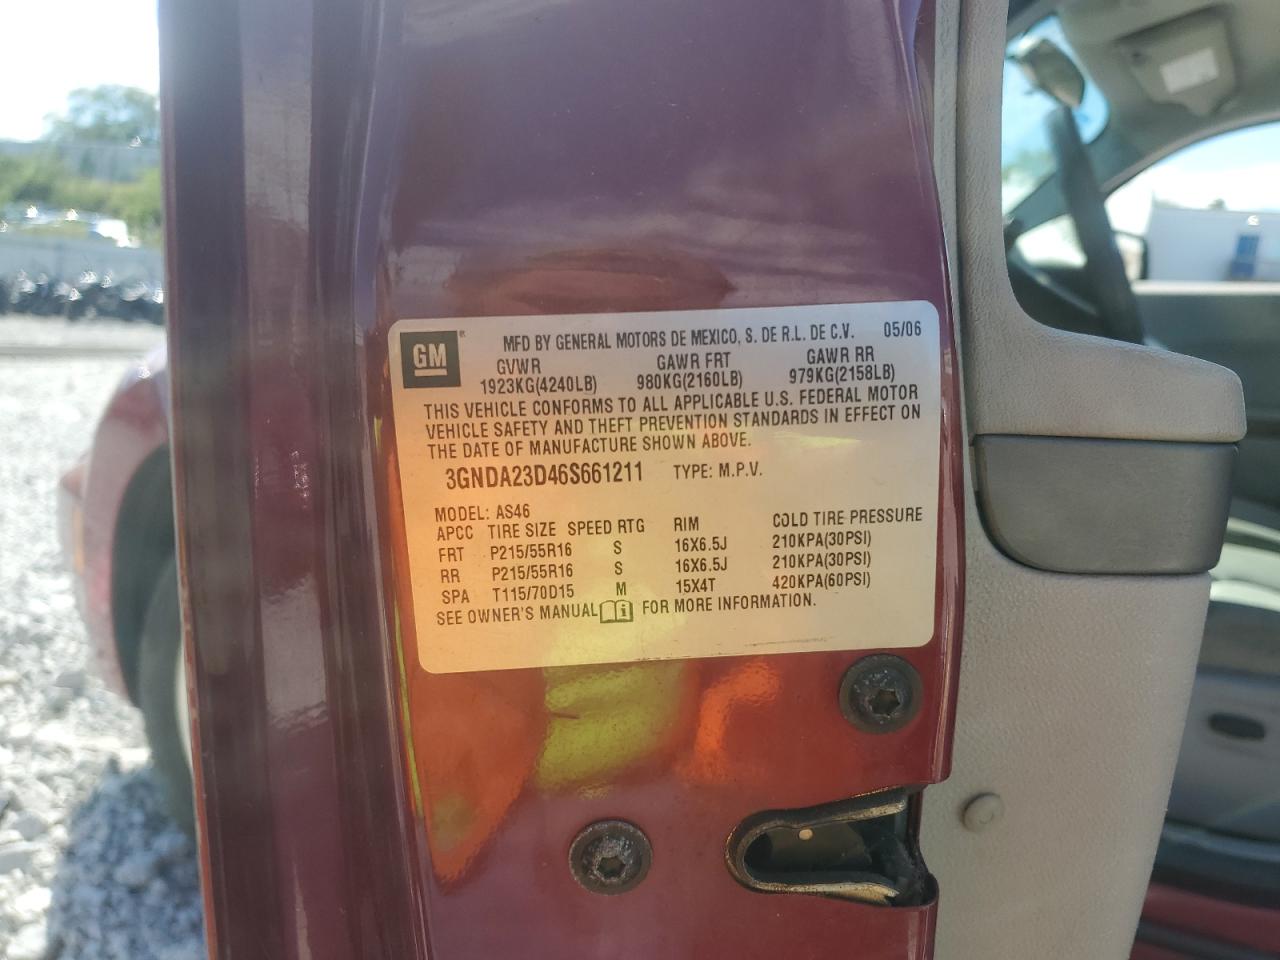 GM ® MFD BY GENERAL MOTORS DE MEXICO, S. DE R.L. DE C.V. 05/06
GVWR GAWR FRT GAWR RR
1923KG(4240LB) 980KG(2160LB) 979KG(2158LB)
THIS VEHICLE CONFORMS TO ALL APPLICABLE U.S. FEDERAL MOTOR
VEHICLE SAFETY AND THEFT PREVENTION STANDARDS IN EFFECT ON
THE DATE OF MANUFACTURE SHOWN ABOVE.
3GNDA23D46S661211 TYPE: M.P.V.
MODEL: AS46
APCC TIRE SIZE SPEED RTG RIM COLD TIRE PRESSURE
FRT P215/55R16 S 16X6.5J 210KPA(30PSI)
RR P215/55R16 S 16X6.5J 210KPA(30PSI)
SPA T115/70D15 M 15X4T 420KPA(60PSI)
SEE OWNER'S MANUAL i FOR MORE INFORMATION.